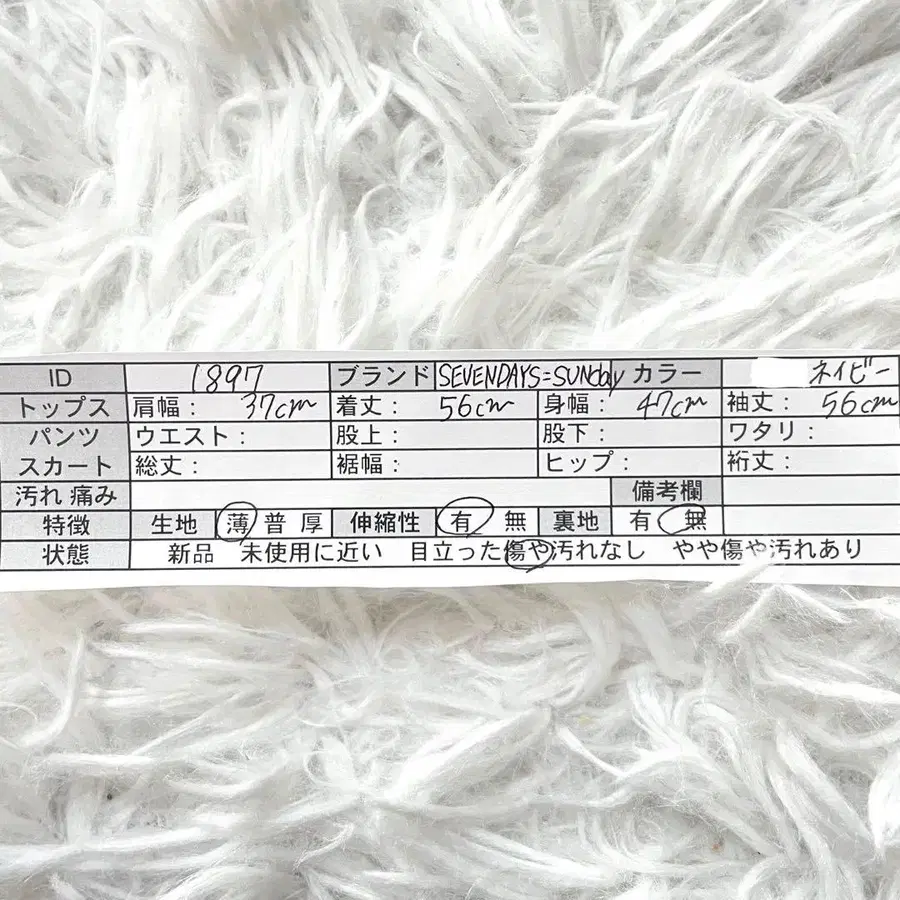 ID 1897 ブランド SEVENDAYS=SUNday カラー ネイビー
トップス 肩幅： 37cm 着丈： 56cm 身幅： 47cm 袖丈： 56cm
パンツ ウエスト： 股上： 股下： ワタリ：
スカート 総丈： 裾幅： ヒップ： 裄丈：
汚れ 痛み 備考欄
特徴 生地 薄 普 厚 伸縮性 有 無 裏地 有 無
状態 新品 未使用に近い 目立った傷や汚れなし やや傷や汚れあり